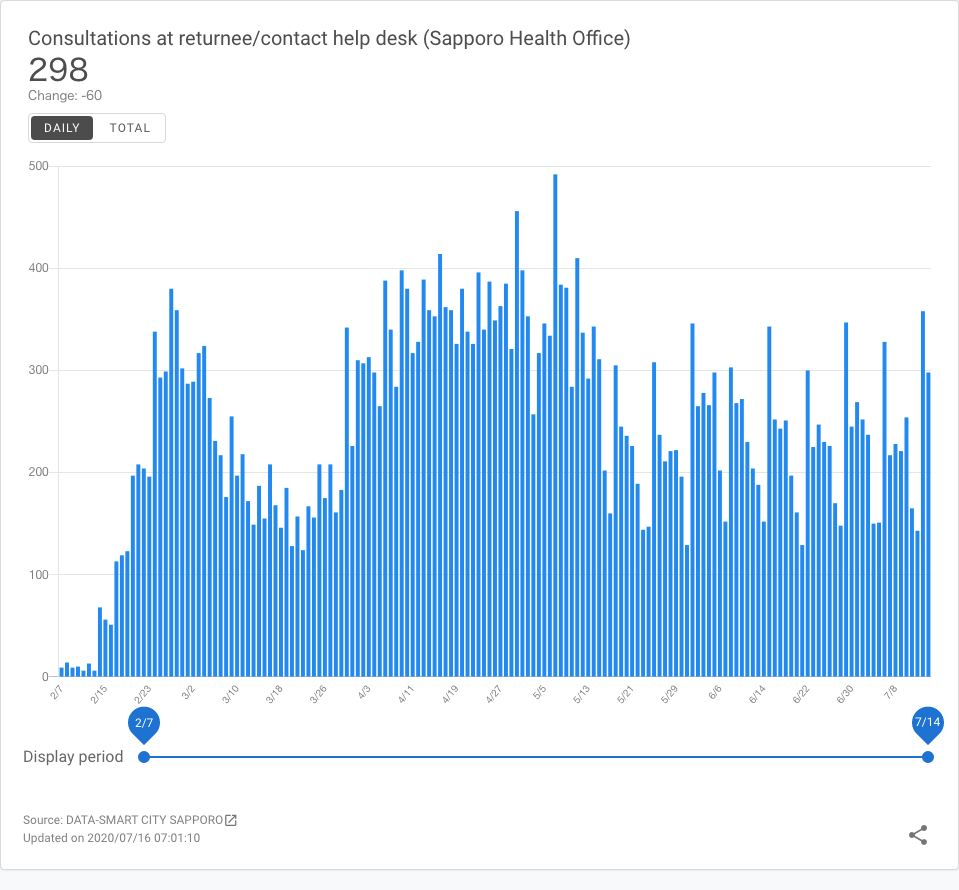 Consultations at returnee/contact help desk (Sapporo Health Office)
298
Change: -60
DAILY TOTAL
500
400
300
200
100
0
2/7 2/15 2/23 3/2 3/10 3/18 3/26 4/3 4/11 4/19 4/27 5/5 5/13 5/21 5/29 6/6 6/14 6/22 6/30 7/8
2/7 7/14
Display period
Source: DATA-SMART CITY SAPPORO
Updated on 2020/07/16 07:01:10